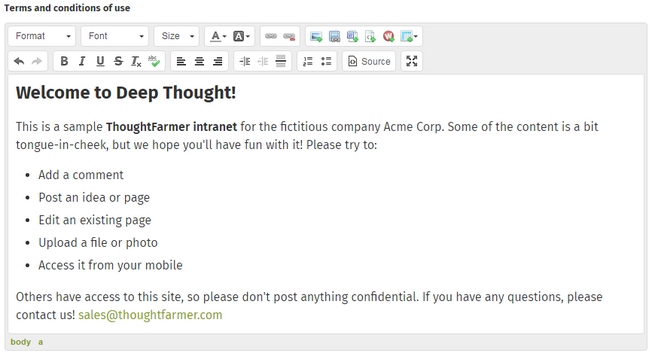 Terms and conditions of use
Format Font Size A A
B I U S Tx ABC Source
Welcome to Deep Thought!
This is a sample ThoughtFarmer intranet for the fictitious company Acme Corp. Some of the content is a bit
tongue-in-cheek, but we hope you'll have fun with it! Please try to:
• Add a comment
• Post an idea or page
• Edit an existing page
• Upload a file or photo
• Access it from your mobile
Others have access to this site, so please don't post anything confidential. If you have any questions, please
contact us! sales@thoughtfarmer.com
body a